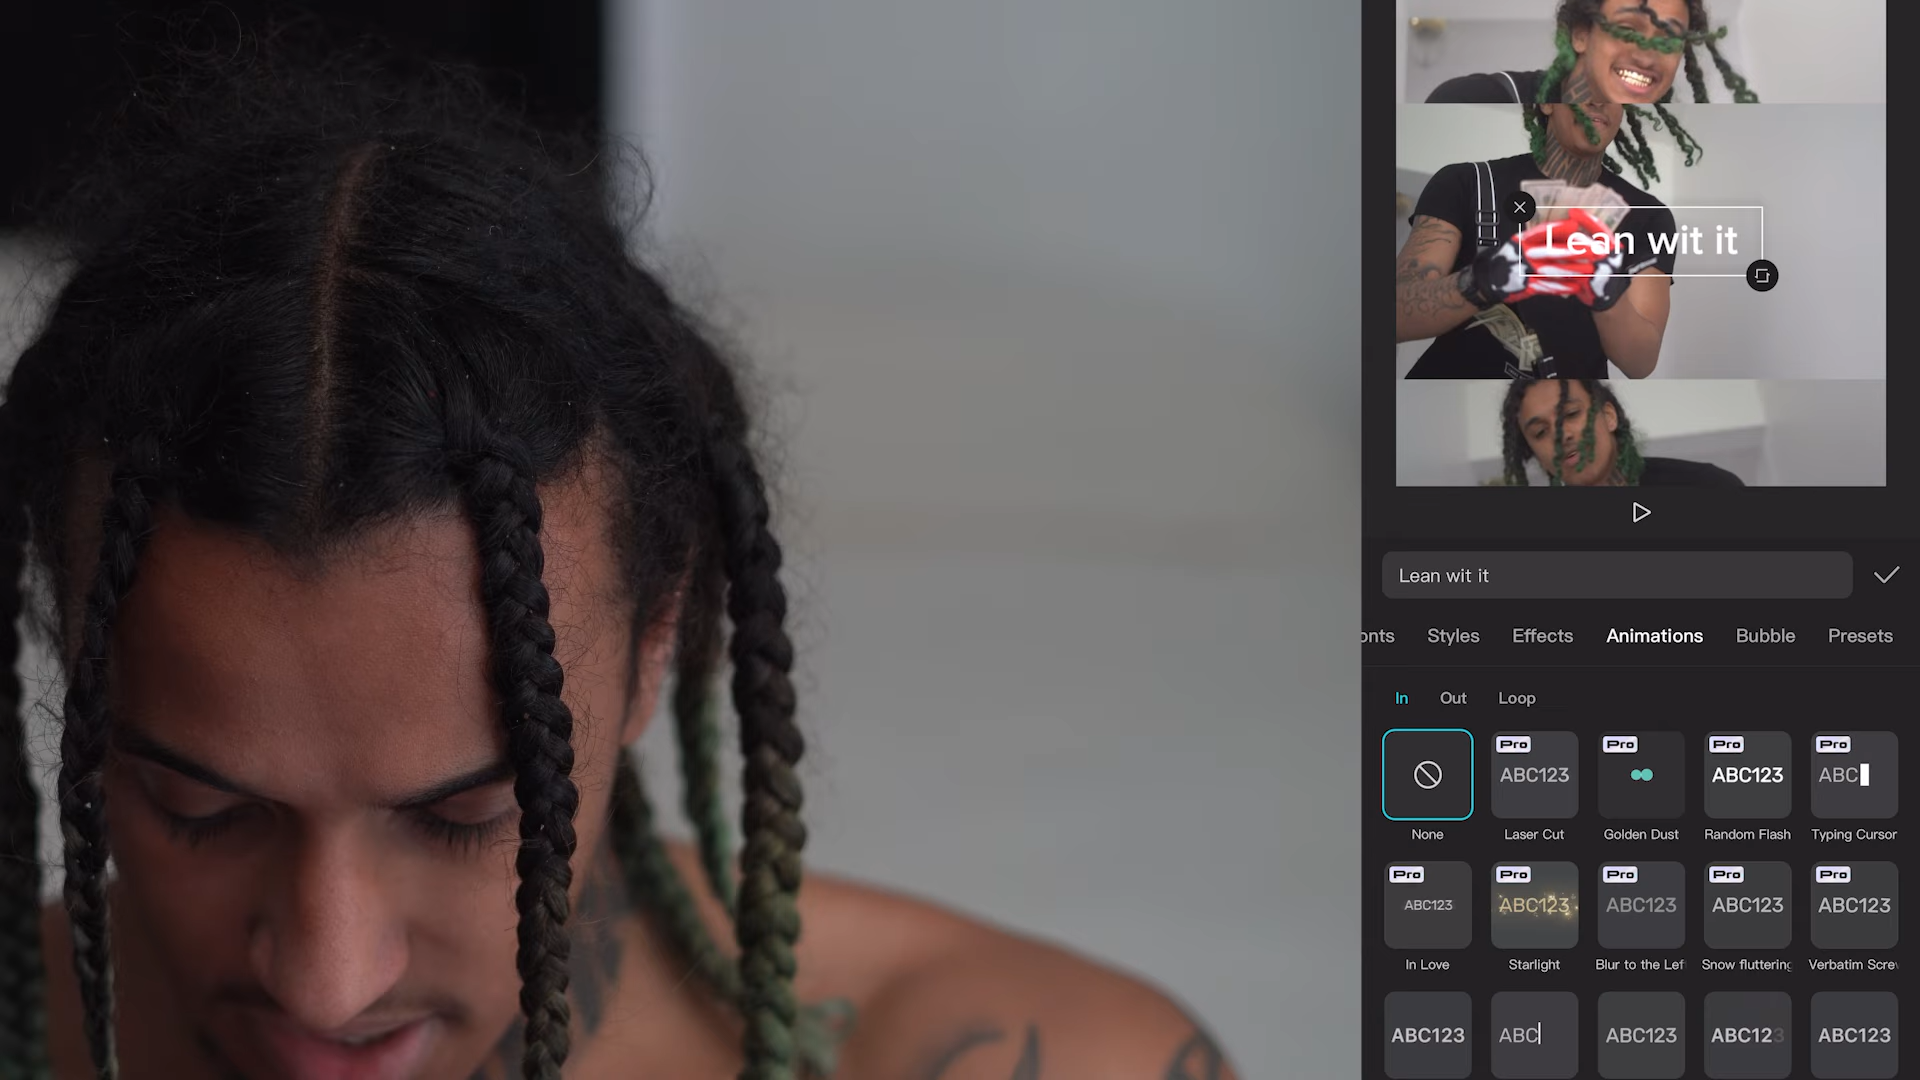 Lean wit it
Lean wit it
onts Styles Effects Animations Bubble Presets
In Out Loop
Pro Pro Pro Pro
ABC123 ABC123 ABC
None Laser Cut Golden Dust Random Flash Typing Cursor
Pro Pro Pro Pro Pro
ABC123 ABC123 ABC123 ABC123 ABC123
In Love Starlight Blur to the Lef Snow fluttering Verbatim Scre
ABC123 ABC ABC123 ABC123 ABC123